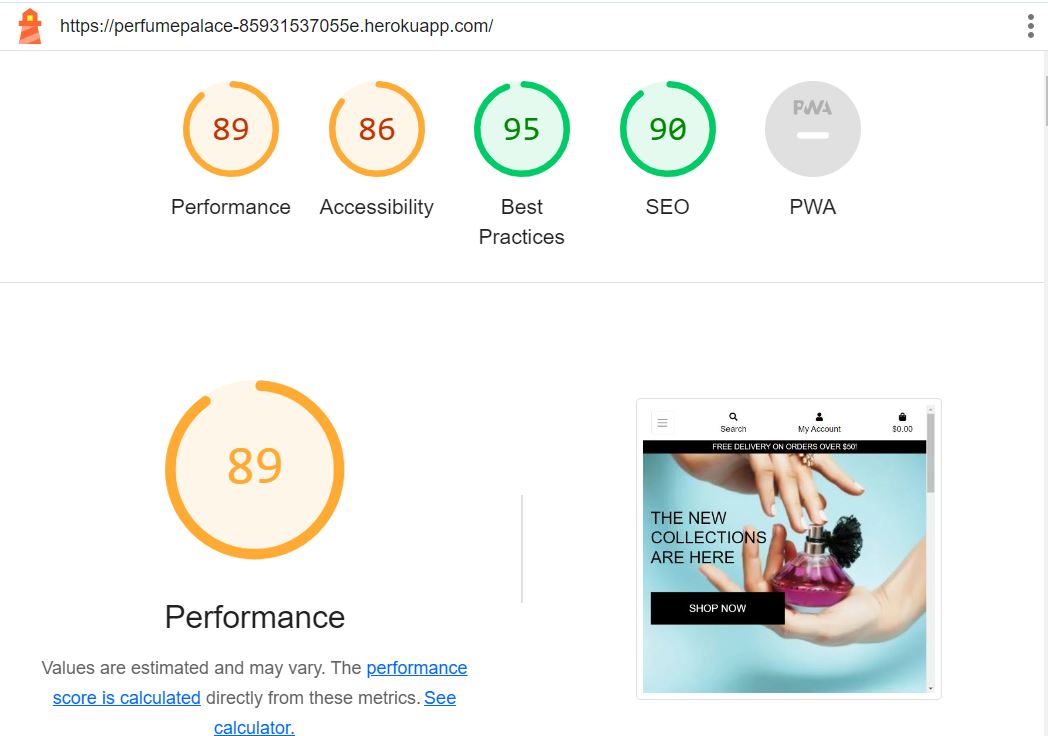 https://perfumepalace-85931537055e.herokuapp.com/
89
86
95
90
PWA
Performance
Accessibility
Best
Practices
SEO
PWA
89
Performance
Values are estimated and may vary. The performance
score is calculated directly from these metrics. See
calculator.
Search
My Account
$0.00
FREE DELIVERY ON ORDERS OVER $50!
THE NEW
COLLECTIONS
ARE HERE
SHOP NOW